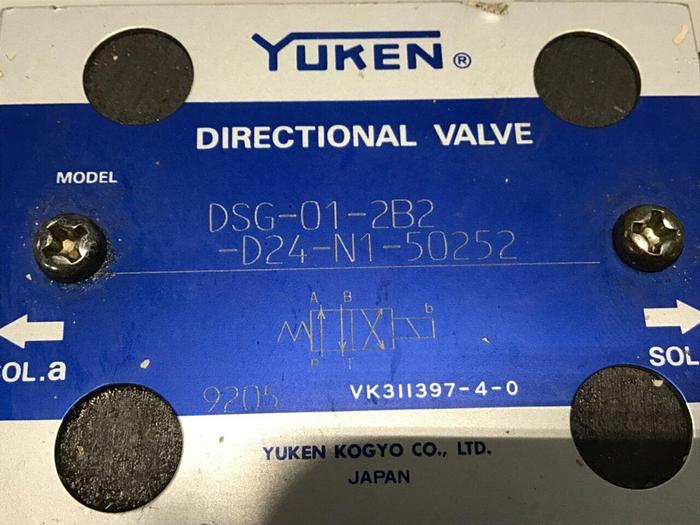 YUKEN®
DIRECTIONAL VALVE
MODEL
DSG-01-2B2
-D24-N1-50252
A B
b
P T
SOL.a
SOL
9205
VK311397-4-0
YUKEN KOGYO CO., LTD.
JAPAN